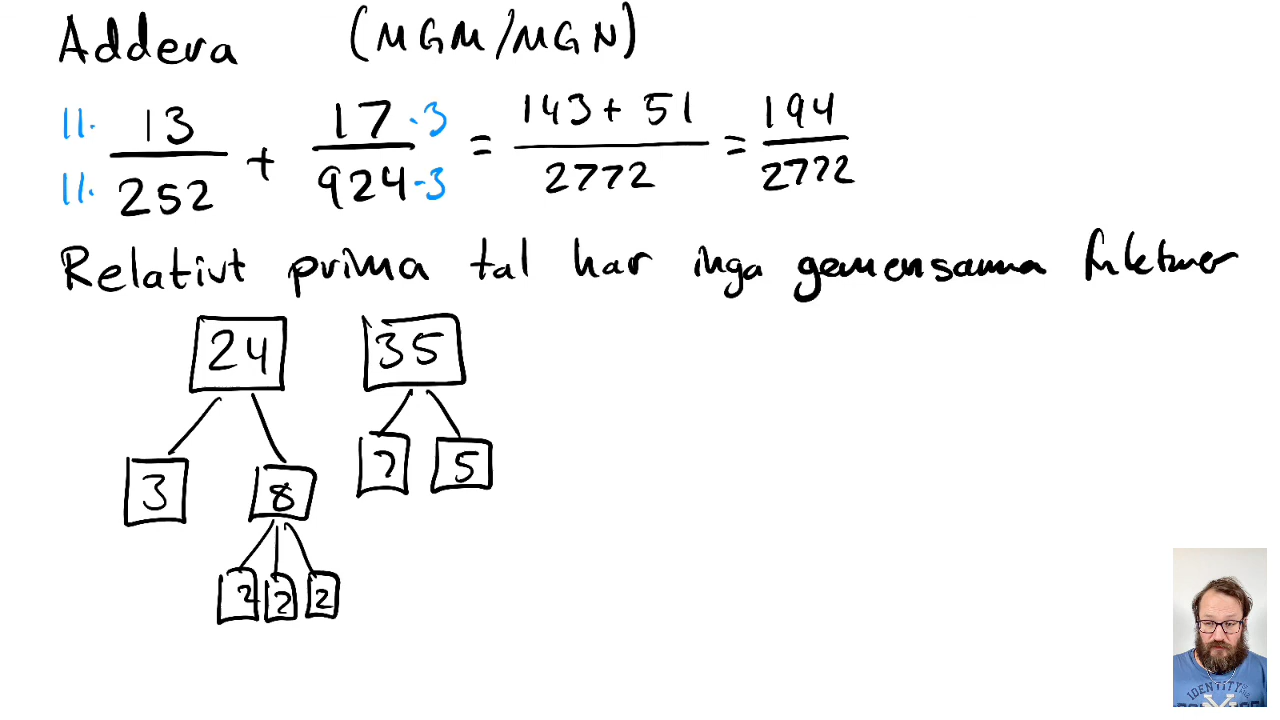 Addera (MGM/MGN)
11· 13/252 ·11 + 17·3/924·3 = 143 + 51/2772 = 194/2772
Relativt prima tal har inga gemensamma faktorer
24 35
3 8 7 5
2 2 2
IDENTITY